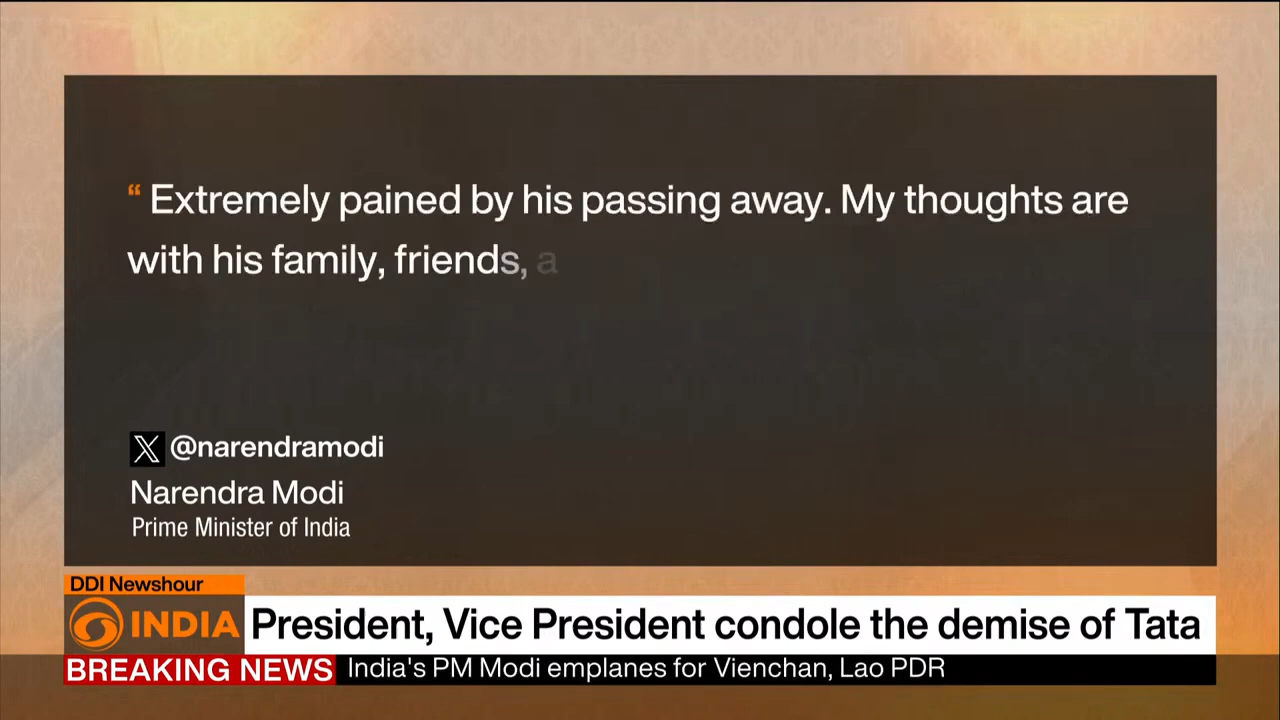 “ Extremely pained by his passing away. My thoughts are
with his family, friends, a
X @narendramodi
Narendra Modi
Prime Minister of India
DDI Newshour
INDIA
President, Vice President condole the demise of Tata
BREAKING NEWS India's PM Modi emplanes for Vienchan, Lao PDR